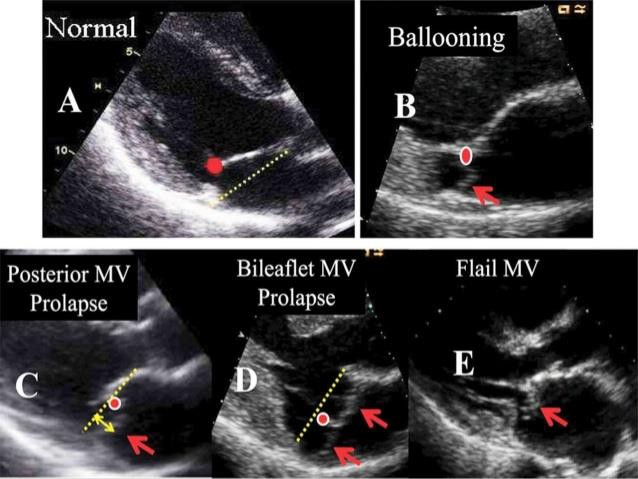 Normal
5
A
10
Ballooning
B
Posterior MV
Prolapse
C
Bileaflet MV
Prolapse
D
Flail MV
E